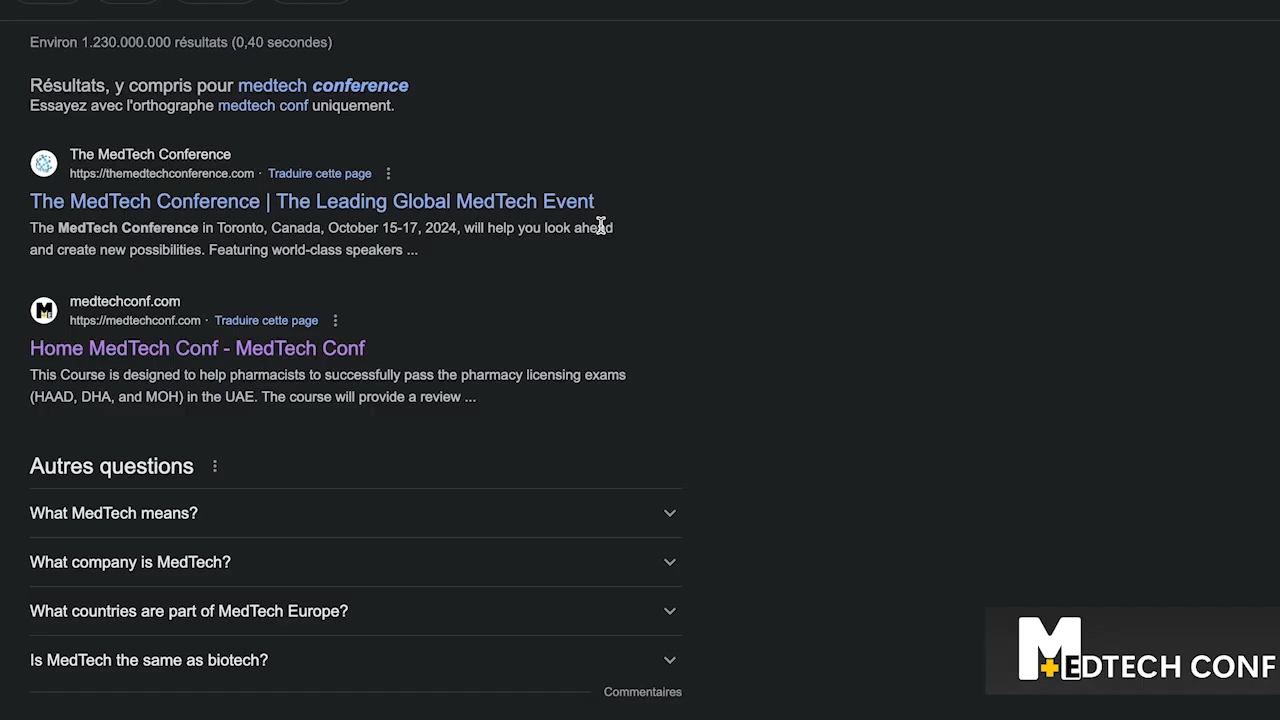 Environ 1.230.000.000 résultats (0,40 secondes)
Résultats, y compris pour medtech conference
Essayez avec l'orthographe medtech conf uniquement.
The MedTech Conference
https://themedtechconference.com · Traduire cette page
The MedTech Conference | The Leading Global MedTech Event
The MedTech Conference in Toronto, Canada, October 15-17, 2024, will help you look ahead
and create new possibilities. Featuring world-class speakers ...
medtechconf.com
https://medtechconf.com · Traduire cette page
Home MedTech Conf - MedTech Conf
This Course is designed to help pharmacists to successfully pass the pharmacy licensing exams
(HAAD, DHA, and MOH) in the UAE. The course will provide a review ...
Autres questions
What MedTech means?
What company is MedTech?
What countries are part of MedTech Europe?
Is MedTech the same as biotech?
Commentaires
MEDTECH CONF